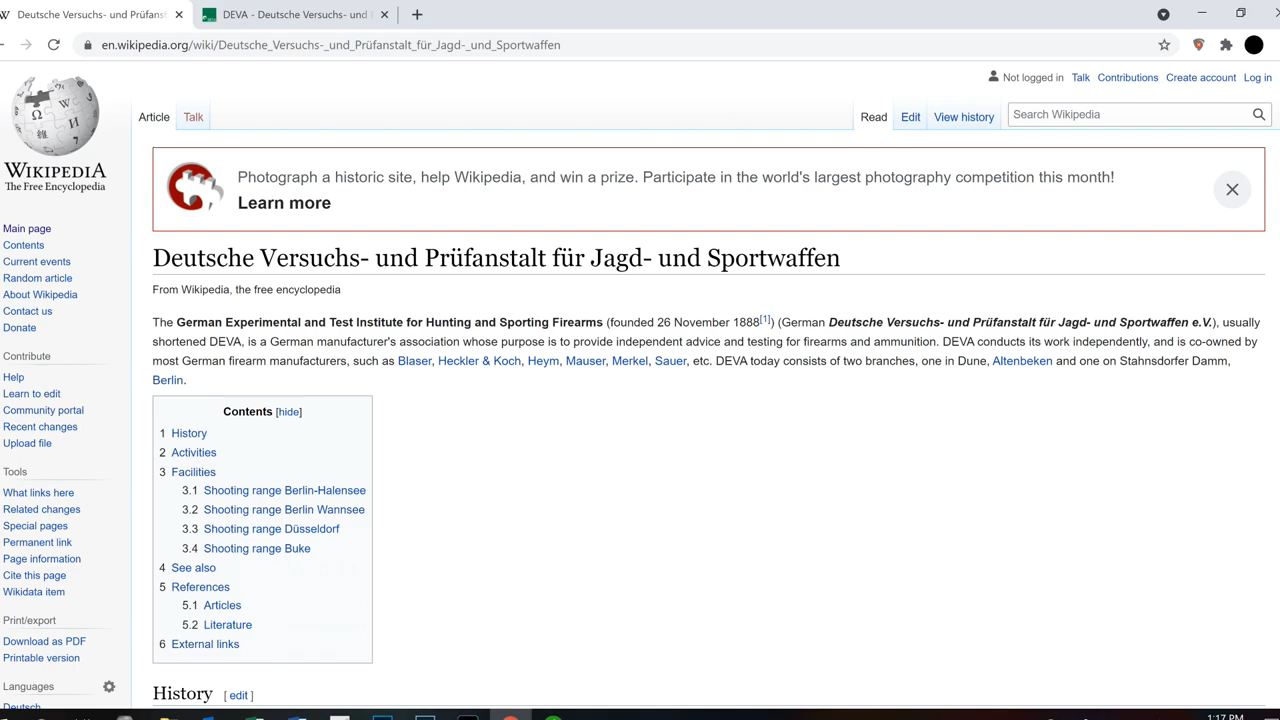 Deutsche Versuchs- und Prüfanst
DEVA - Deutsche Versuchs- und
en.wikipedia.org/wiki/Deutsche_Versuchs-_und_Prüfanstalt_für_Jagd-_und_Sportwaffen
Not logged in Talk Contributions Create account Log in
Article Talk Read Edit View history Search Wikipedia
WIKIPEDIA
The Free Encyclopedia
Photograph a historic site, help Wikipedia, and win a prize. Participate in the world's largest photography competition this month!
Learn more
Main page
Contents
Current events
Random article
About Wikipedia
Contact us
Donate
Contribute
Help
Learn to edit
Community portal
Recent changes
Upload file
Tools
What links here
Related changes
Special pages
Permanent link
Page information
Cite this page
Wikidata item
Print/export
Download as PDF
Printable version
Languages
Deutsch
Deutsche Versuchs- und Prüfanstalt für Jagd- und Sportwaffen
From Wikipedia, the free encyclopedia
The German Experimental and Test Institute for Hunting and Sporting Firearms (founded 26 November 1888[1]) (German Deutsche Versuchs- und Prüfanstalt für Jagd- und Sportwaffen e.V.), usually
shortened DEVA, is a German manufacturer's association whose purpose is to provide independent advice and testing for firearms and ammunition. DEVA conducts its work independently, and is co-owned by
most German firearm manufacturers, such as Blaser, Heckler & Koch, Heym, Mauser, Merkel, Sauer, etc. DEVA today consists of two branches, one in Dune, Altenbeken and one on Stahnsdorfer Damm,
Berlin.
Contents [hide]
1 History
2 Activities
3 Facilities
3.1 Shooting range Berlin-Halensee
3.2 Shooting range Berlin Wannsee
3.3 Shooting range Düsseldorf
3.4 Shooting range Buke
4 See also
5 References
5.1 Articles
5.2 Literature
6 External links
History [ edit ]
1:17 PM